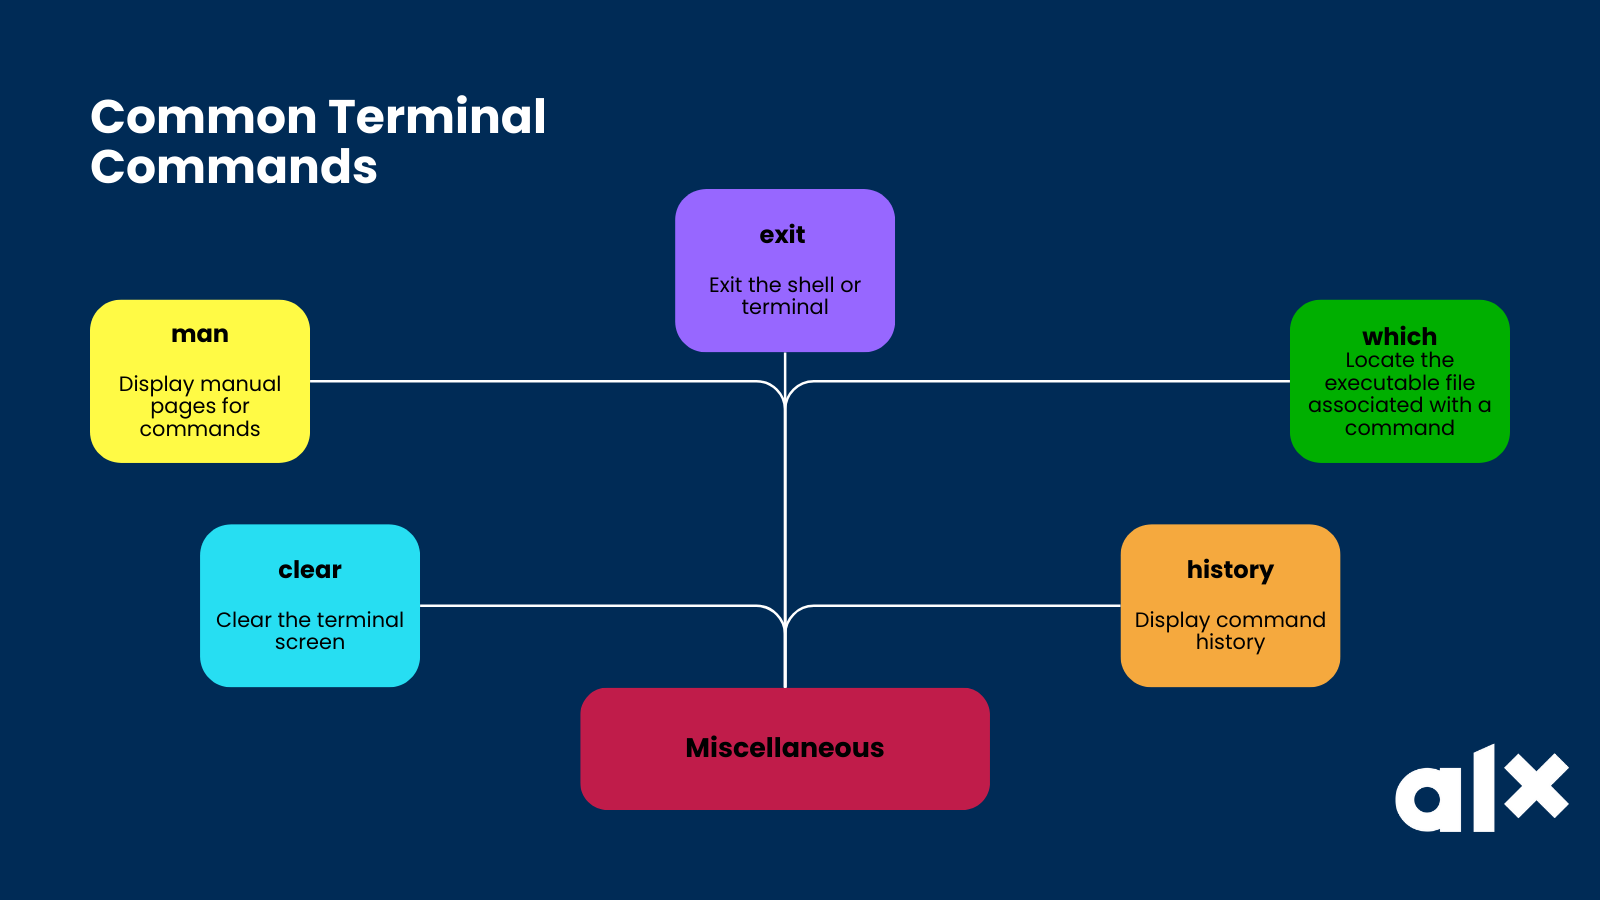 Common Terminal
Commands
exit
Exit the shell or
terminal
man
Display manual
pages for
commands
which
Locate the
executable file
associated with a
command
clear
Clear the terminal
screen
history
Display command
history
Miscellaneous
alx